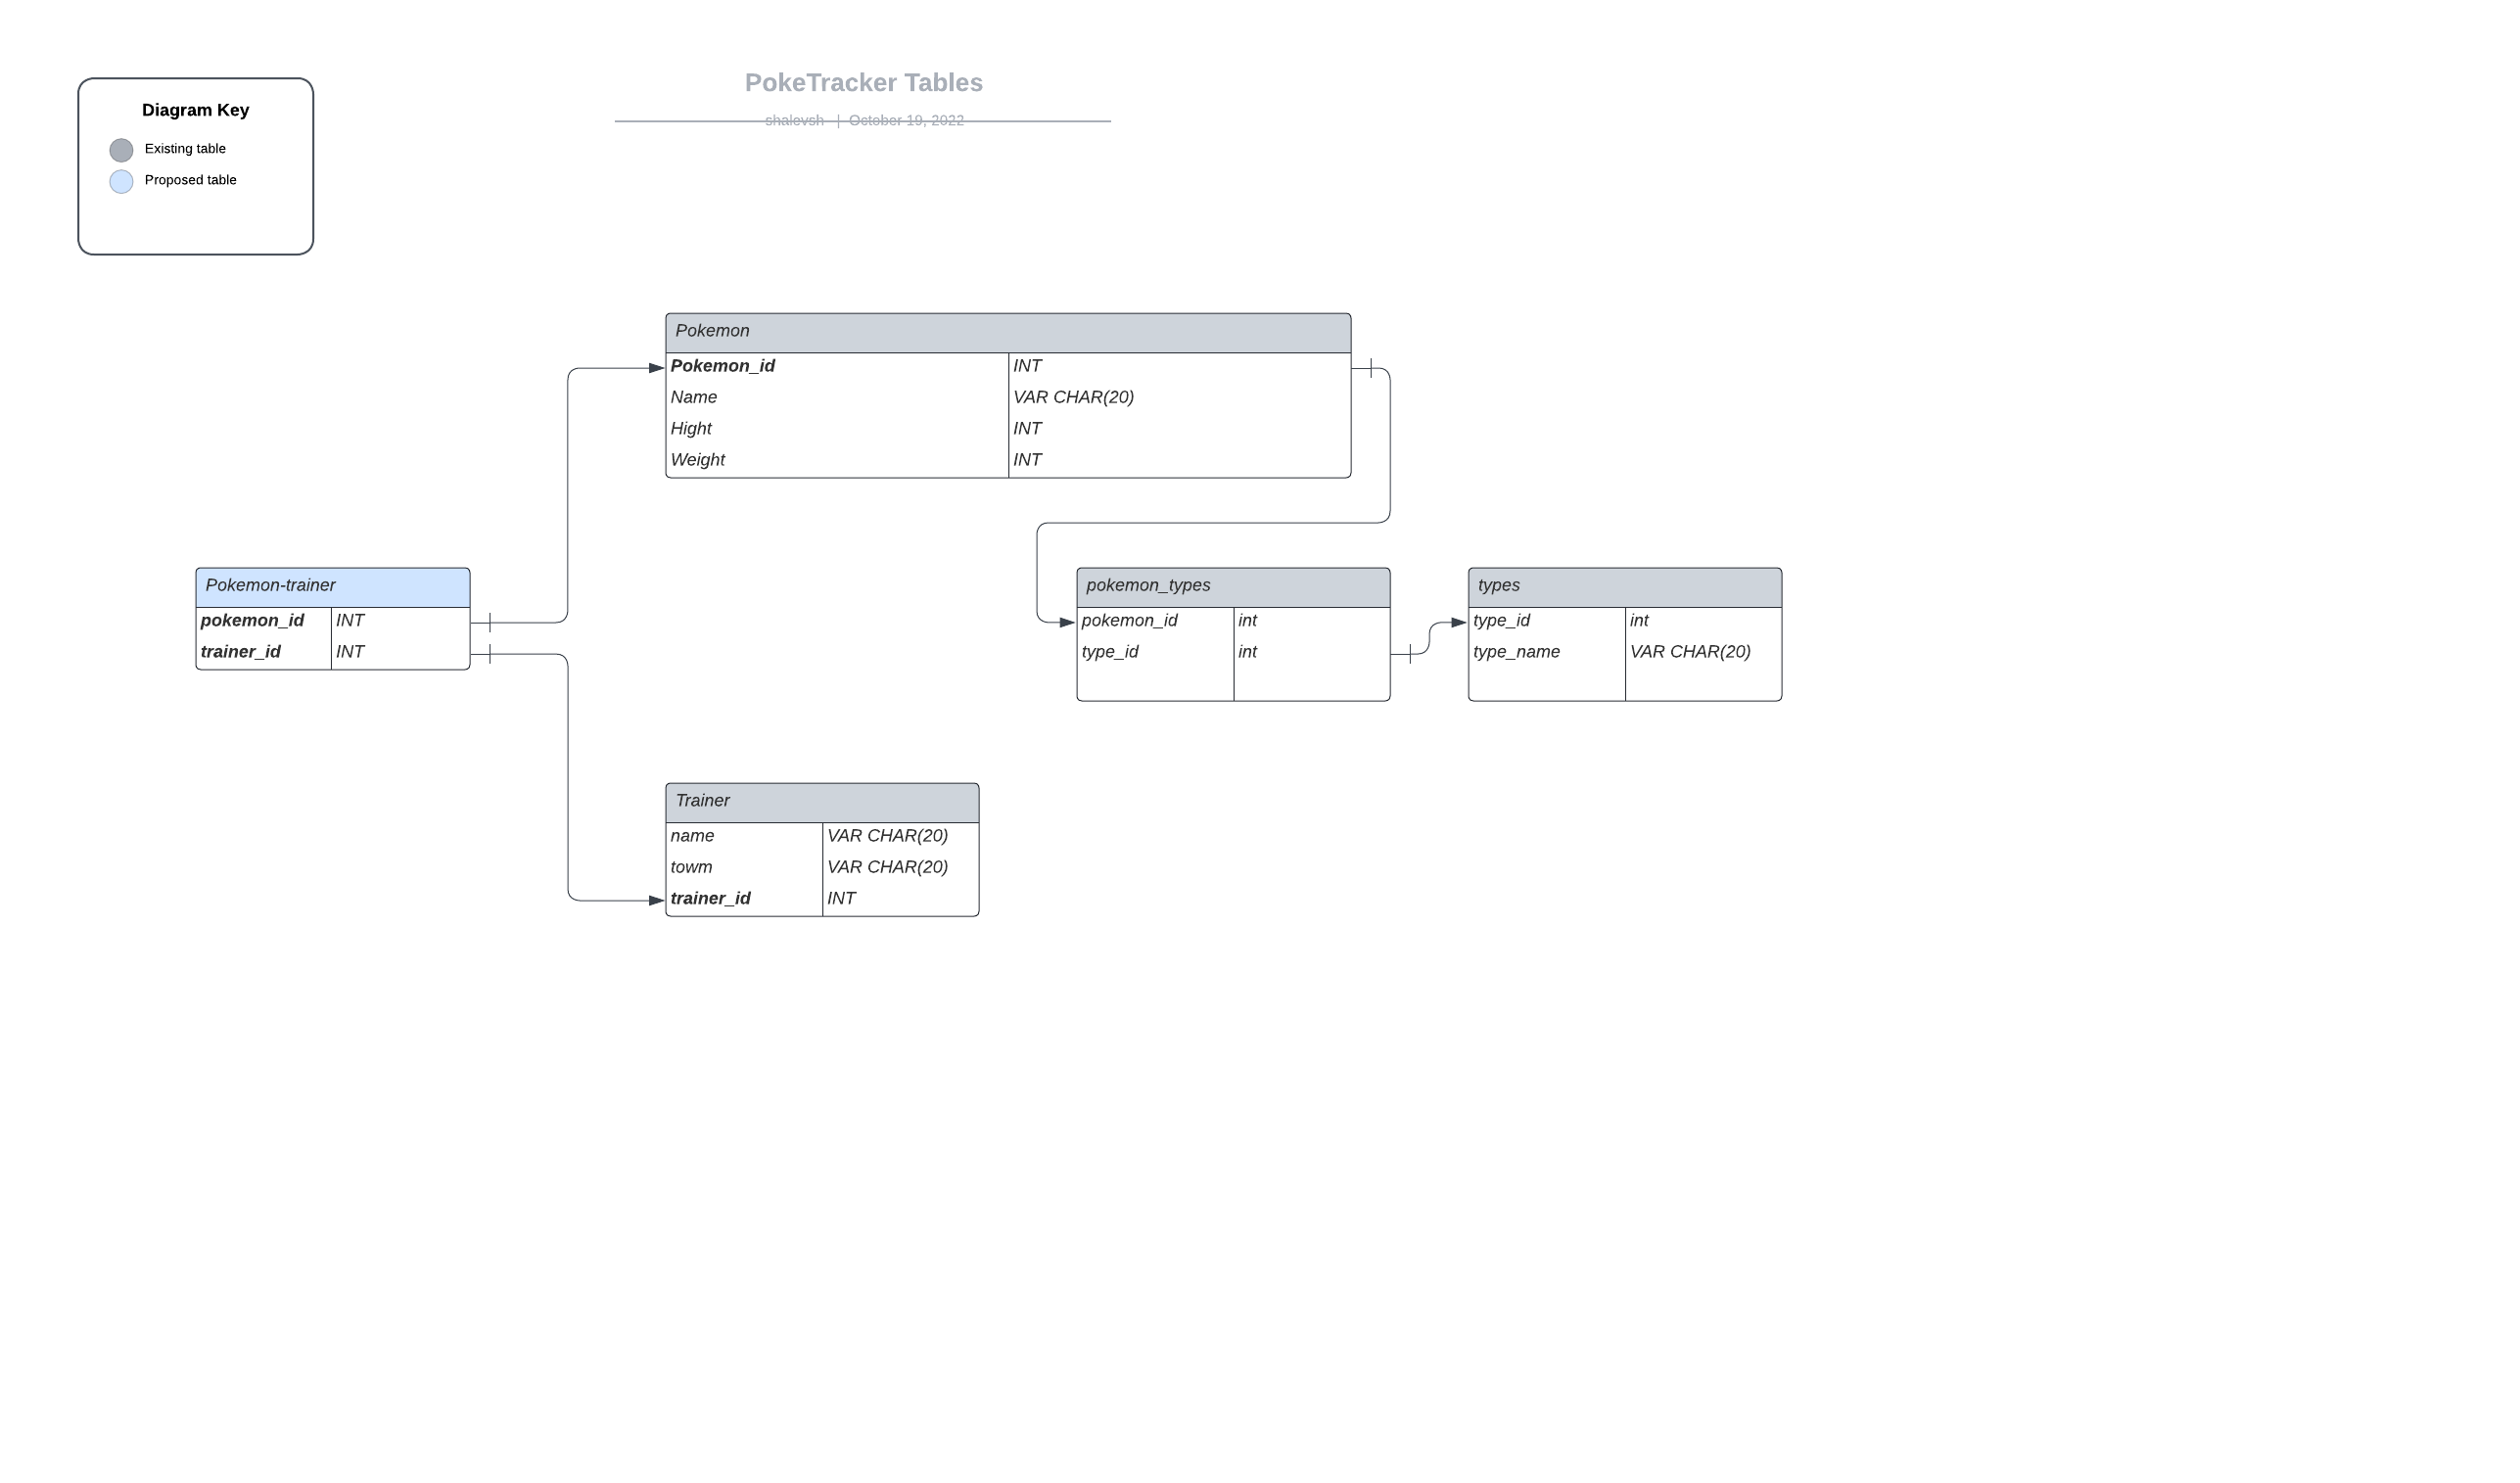 PokeTracker Tables
shalevsh | October 19, 2022
Diagram Key
Existing table
Proposed table
Pokemon
Pokemon_id INT
Name VAR CHAR(20)
Hight INT
Weight INT
Pokemon-trainer
pokemon_id INT
trainer_id INT
pokemon_types
pokemon_id int
type_id int
types
type_id int
type_name VAR CHAR(20)
Trainer
name VAR CHAR(20)
towm VAR CHAR(20)
trainer_id INT